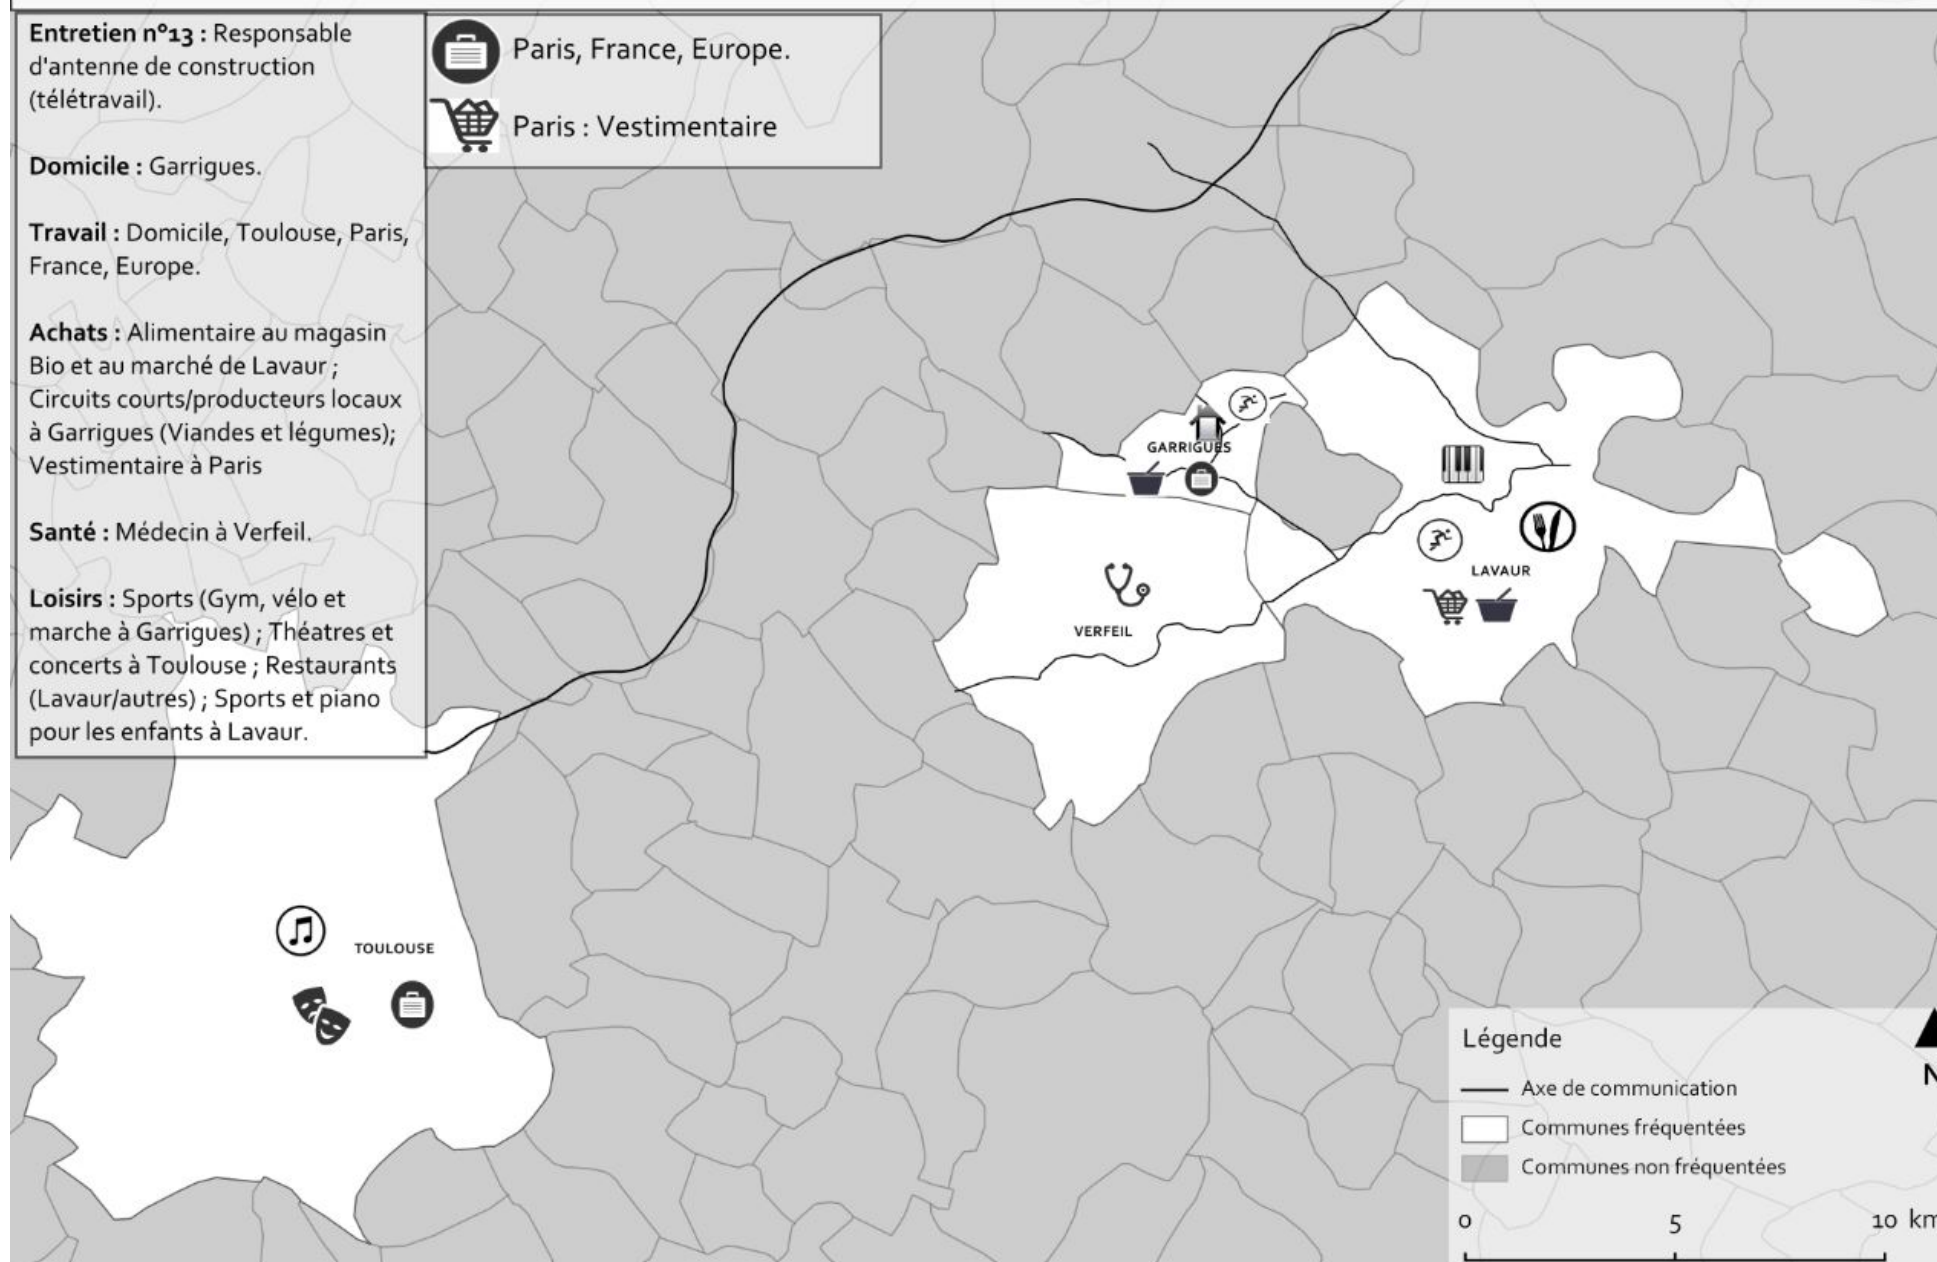 Entretien n°13 : Responsable
d'antenne de construction
(télétravail).
Domicile : Garrigues.
Travail : Domicile, Toulouse, Paris,
France, Europe.
Achats : Alimentaire au magasin
Bio et au marché de Lavaur ;
Circuits courts/producteurs locaux
à Garrigues (Viandes et légumes);
Vestimentaire à Paris
Santé : Médecin à Verfeil.
Loisirs : Sports (Gym, vélo et
marche à Garrigues) ; Théatres et
concerts à Toulouse ; Restaurants
(Lavaur/autres) ; Sports et piano
pour les enfants à Lavaur.
Paris, France, Europe.
Paris : Vestimentaire
GARRIGUES
LAVAUR
VERFEIL
TOULOUSE
Légende
N
Axe de communication
Communes fréquentées
Communes non fréquentées
0 5 10 km